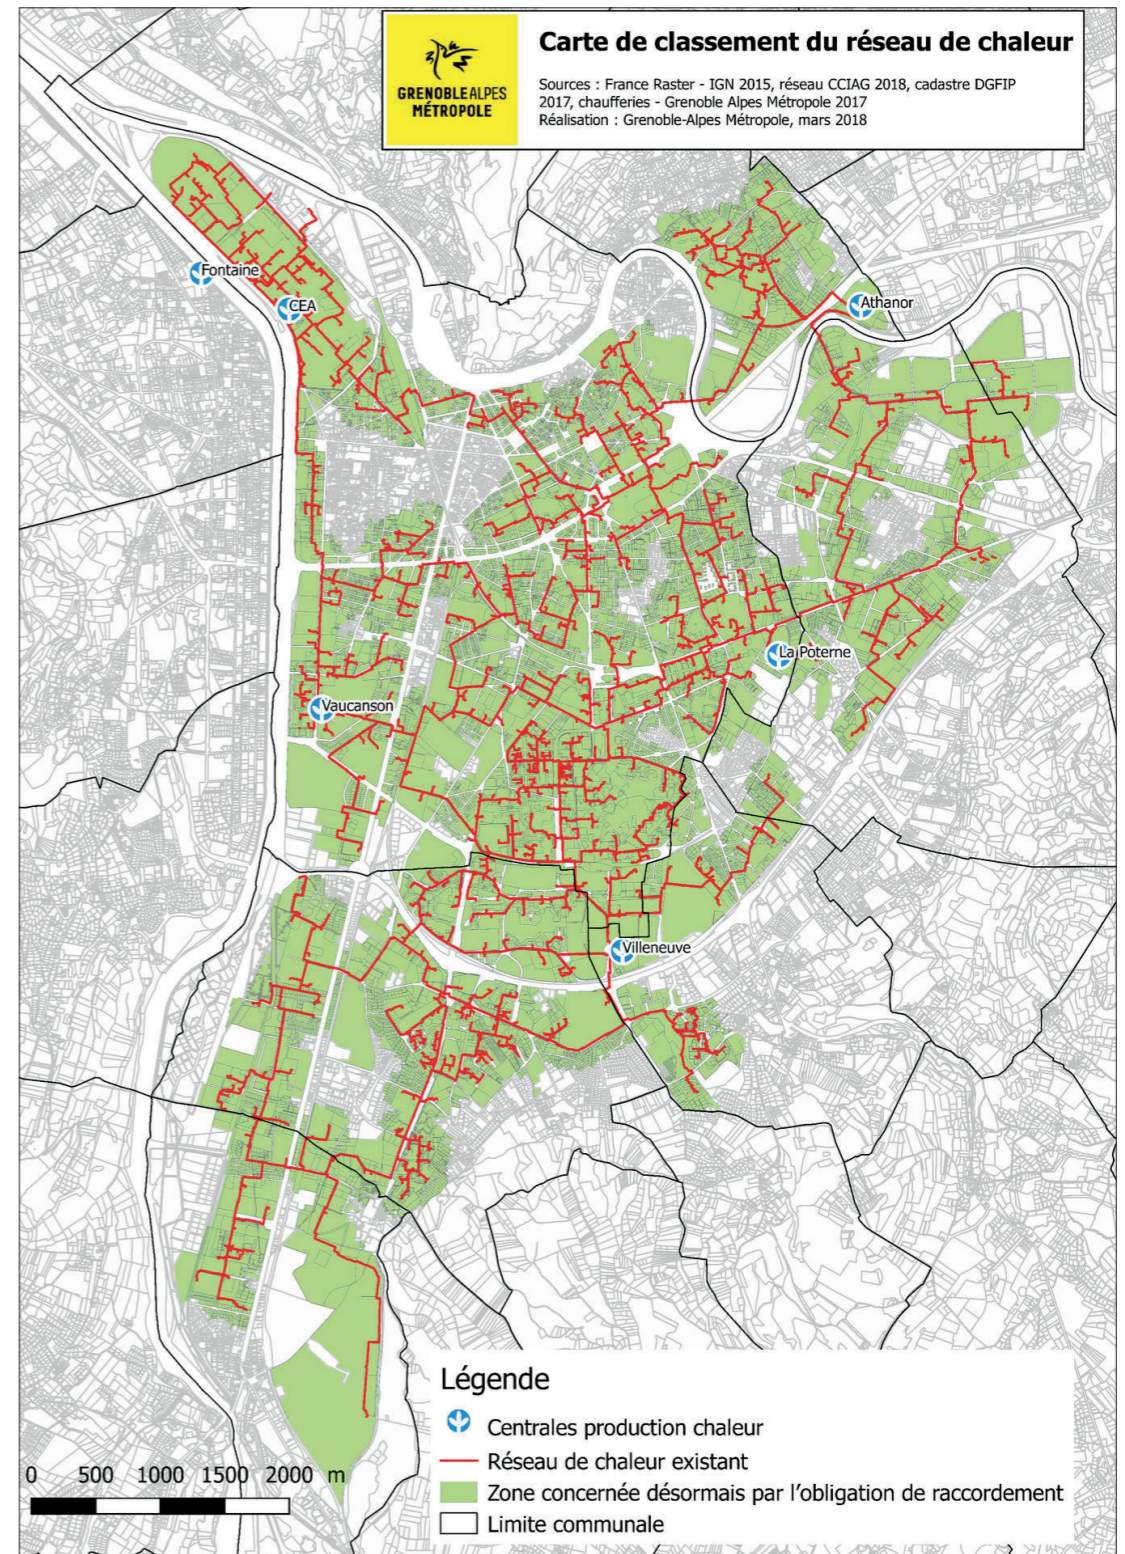 GRENOBLEALPES
MÉTROPOLE
Carte de classement du réseau de chaleur
Sources : France Raster - IGN 2015, réseau CCIAG 2018, cadastre DGFIP
2017, chaufferies - Grenoble Alpes Métropole 2017
Réalisation : Grenoble-Alpes Métropole, mars 2018
Fontaine
CEA
Athanor
La Poterne
Vaucanson
Villeneuve
Légende
Centrales production chaleur
Réseau de chaleur existant
Zone concernée désormais par l'obligation de raccordement
Limite communale
0 500 1000 1500 2000 m